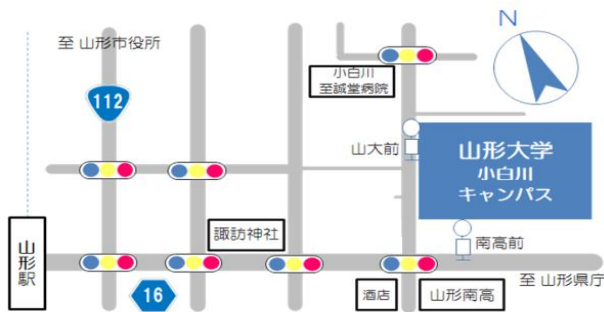 至 山形市役所
N
112
小白川
至誠堂病院
山大前
山形大学
小白川
キャンパス
諏訪神社
南高前
山形駅
16
酒店
山形南高
至 山形県庁